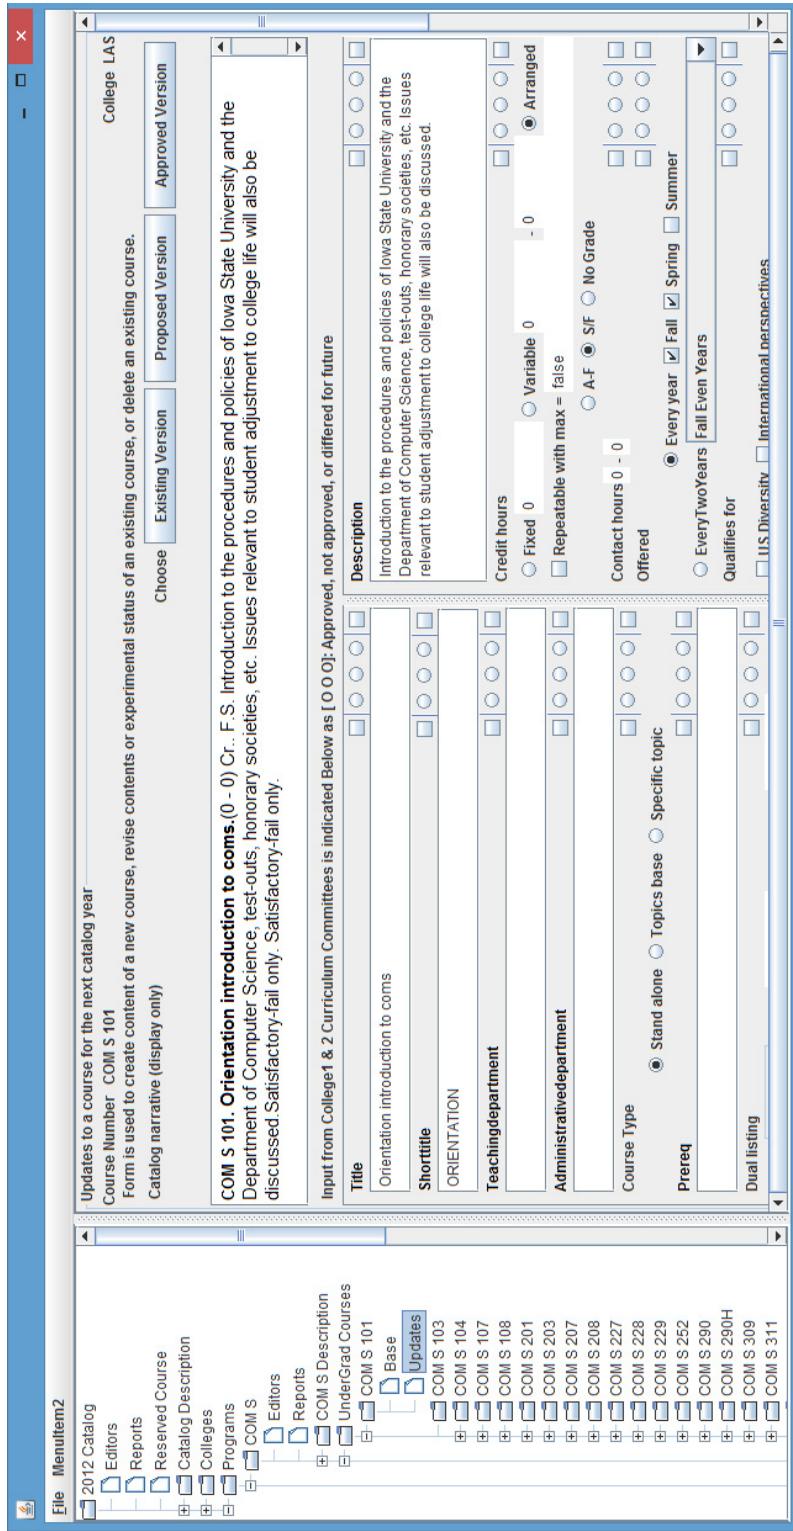 File MenuItem2
2012 Catalog
Editors
Reports
Reserved Course
Catalog Description
Colleges
Programs
COM S
Editors
Reports
COM S Description
UnderGrad Courses
COM S 101
Base
Updates
COM S 103
COM S 104
COM S 107
COM S 108
COM S 201
COM S 203
COM S 207
COM S 208
COM S 227
COM S 228
COM S 229
COM S 252
COM S 290
COM S 290H
COM S 309
COM S 311
Updates to a course for the next catalog year
Course Number COM S 101 College LAS
Form is used to create content of a new course, revise contents or experimental status of an existing course, or delete an existing course.
Catalog narrative (display only) Choose Existing Version Proposed Version Approved Version
COM S 101. Orientation introduction to coms.(0 - 0) Cr.. F.S. Introduction to the procedures and policies of Iowa State University and the
Department of Computer Science, test-outs, honorary societies, etc. Issues relevant to student adjustment to college life will also be
discussed.Satisfactory-fail only. Satisfactory-fail only.
Input from College1 & 2 Curriculum Committees is indicated Below as [ O O O]: Approved, not approved, or differed for future
Title
Orientation introduction to coms
Shorttitle
ORIENTATION
Teachingdepartment
Administrativedepartment
Course Type
Stand alone Topics base Specific topic
Prereq
Dual listing
Description
Introduction to the procedures and policies of Iowa State University and the
Department of Computer Science, test-outs, honorary societies, etc. Issues
relevant to student adjustment to college life will also be discussed.
Credit hours
Fixed 0 Variable 0 - 0 Arranged
Repeatable with max = false
A-F S/F No Grade
Contact hours 0 - 0
Offered
Every year Fall Spring Summer
EveryTwoYears Fall Even Years
Qualifies for
US Diversity International perspectives